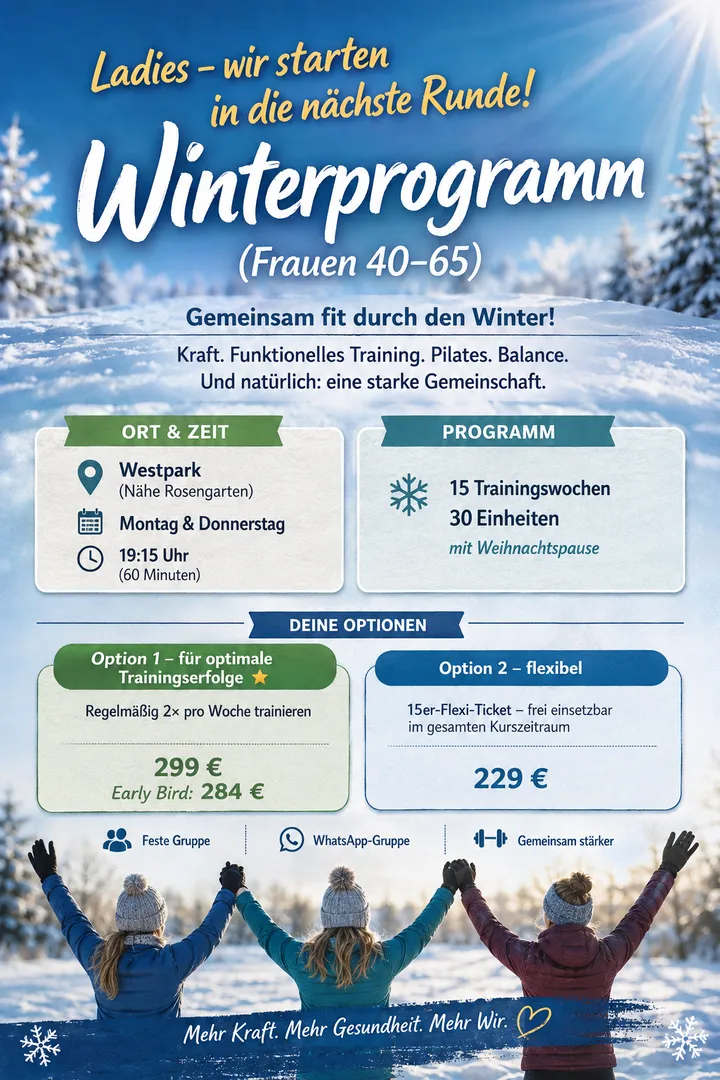 Ladies – wir starten
in die nächste Runde!
Winterprogramm
(Frauen 40–65)
Gemeinsam fit durch den Winter!
Kraft. Funktionelles Training. Pilates. Balance.
Und natürlich: eine starke Gemeinschaft.
ORT & ZEIT
Westpark
(Nähe Rosengarten)
Montag & Donnerstag
19:15 Uhr
(60 Minuten)
PROGRAMM
15 Trainingswochen
30 Einheiten
mit Weihnachtspause
DEINE OPTIONEN
Option 1 – für optimale
Trainingserfolge
Regelmäßig 2× pro Woche trainieren
299 €
Early Bird: 284 €
Option 2 – flexibel
15er-Flexi-Ticket – frei einsetzbar
im gesamten Kurszeitraum
229 €
Feste Gruppe
WhatsApp-Gruppe
Gemeinsam stärker
Mehr Kraft. Mehr Gesundheit. Mehr Wir.